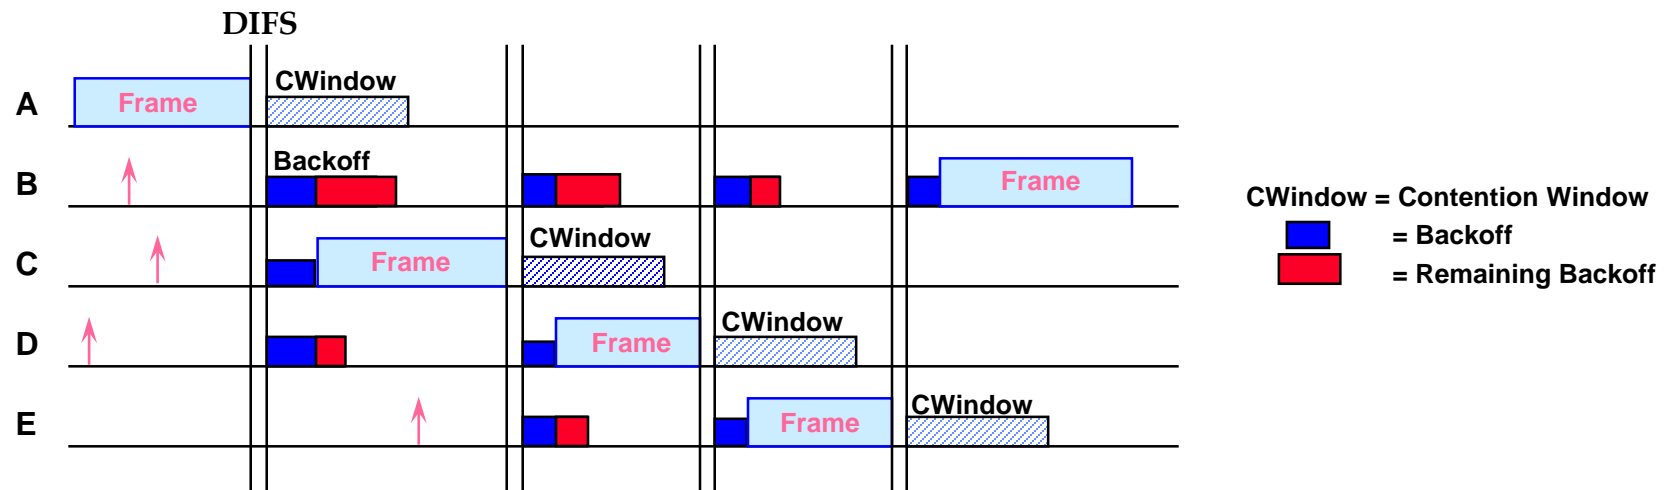 DIFS
A
Frame
CWindow
B
Backoff
Frame
C
Frame
CWindow
D
Frame
CWindow
E
Frame
CWindow
CWindow = Contention Window
= Backoff
= Remaining Backoff